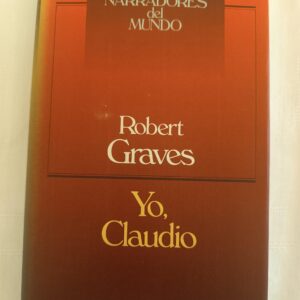 NARRADORES
del
MUNDO
Robert
Graves
Yo,
Claudio